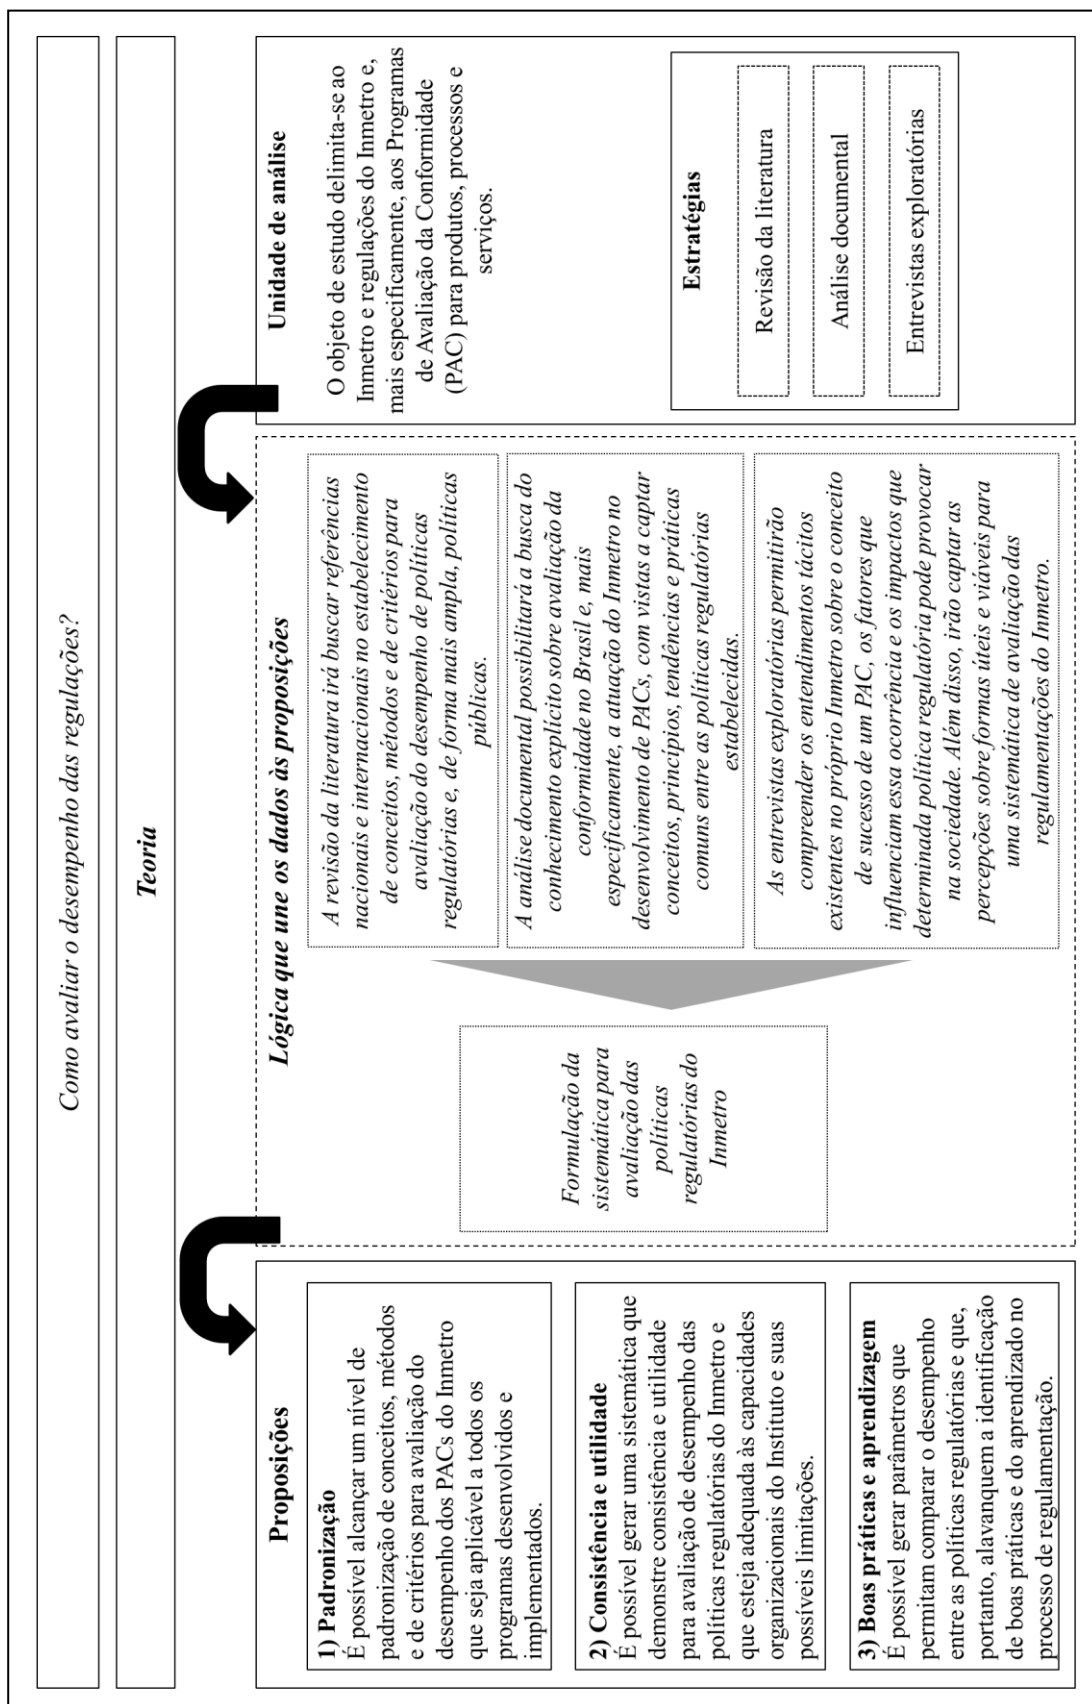 Como avaliar o desempenho das regulações?
Teoria
Proposições
1) Padronização
É possível alcançar um nível de
padronização de conceitos, métodos
e de critérios para avaliação do
desempenho dos PACs do Inmetro
que seja aplicável a todos os
programas desenvolvidos e
implementados.
2) Consistência e utilidade
É possível gerar uma sistemática que
demonstre consistência e utilidade
para avaliação de desempenho das
políticas regulatórias do Inmetro e
que esteja adequada às capacidades
organizacionais do Instituto e suas
possíveis limitações.
3) Boas práticas e aprendizagem
É possível gerar parâmetros que
permitam comparar o desempenho
entre as políticas regulatórias e que,
portanto, alavanquem a identificação
de boas práticas e do aprendizado no
processo de regulamentação.
Lógica que une os dados às proposições
Formulação da
sistemática para
avaliação das
políticas
regulatórias do
Inmetro
A revisão da literatura irá buscar referências
nacionais e internacionais no estabelecimento
de conceitos, métodos e de critérios para
avaliação do desempenho de políticas
regulatórias e, de forma mais ampla, políticas
públicas.
A análise documental possibilitará a busca do
conhecimento explícito sobre avaliação da
conformidade no Brasil e, mais
especificamente, a atuação do Inmetro no
desenvolvimento de PACs, com vistas a captar
conceitos, princípios, tendências e práticas
comuns entre as políticas regulatórias
estabelecidas.
As entrevistas exploratórias permitirão
compreender os entendimentos tácitos
existentes no próprio Inmetro sobre o conceito
de sucesso de um PAC, os fatores que
influenciam essa ocorrência e os impactos que
determinada política regulatória pode provocar
na sociedade. Além disso, irão captar as
percepções sobre formas úteis e viáveis para
uma sistemática de avaliação das
regulamentações do Inmetro.
Unidade de análise
O objeto de estudo delimita-se ao
Inmetro e regulações do Inmetro e,
mais especificamente, aos Programas
de Avaliação da Conformidade
(PAC) para produtos, processos e
serviços.
Estratégias
Revisão da literatura
Análise documental
Entrevistas exploratórias